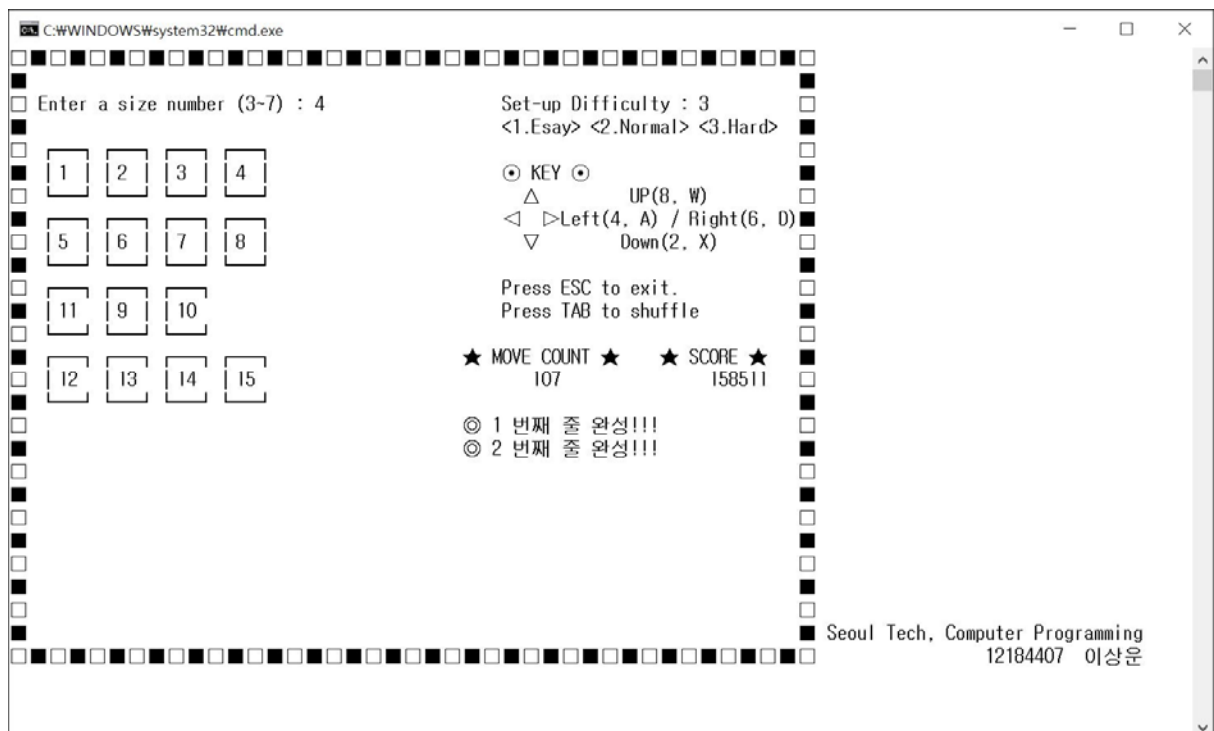 C:₩WINDOWS₩system32₩cmd.exe
Enter a size number (3~7) : 4
Set-up Difficulty : 3
<1.Esay> <2.Normal> <3.Hard>
1 2 3 4
⊙ KEY ⊙
△ UP(8, W)
◁ ▷Left(4, A) / Right(6, D)
▽ Down(2, X)
5 6 7 8
Press ESC to exit.
Press TAB to shuffle
11 9 10
★ MOVE COUNT ★ ★ SCORE ★
107 158511
12 13 14 15
◎ 1 번째 줄 완성!!!
◎ 2 번째 줄 완성!!!
Seoul Tech, Computer Programming
12184407 이상운